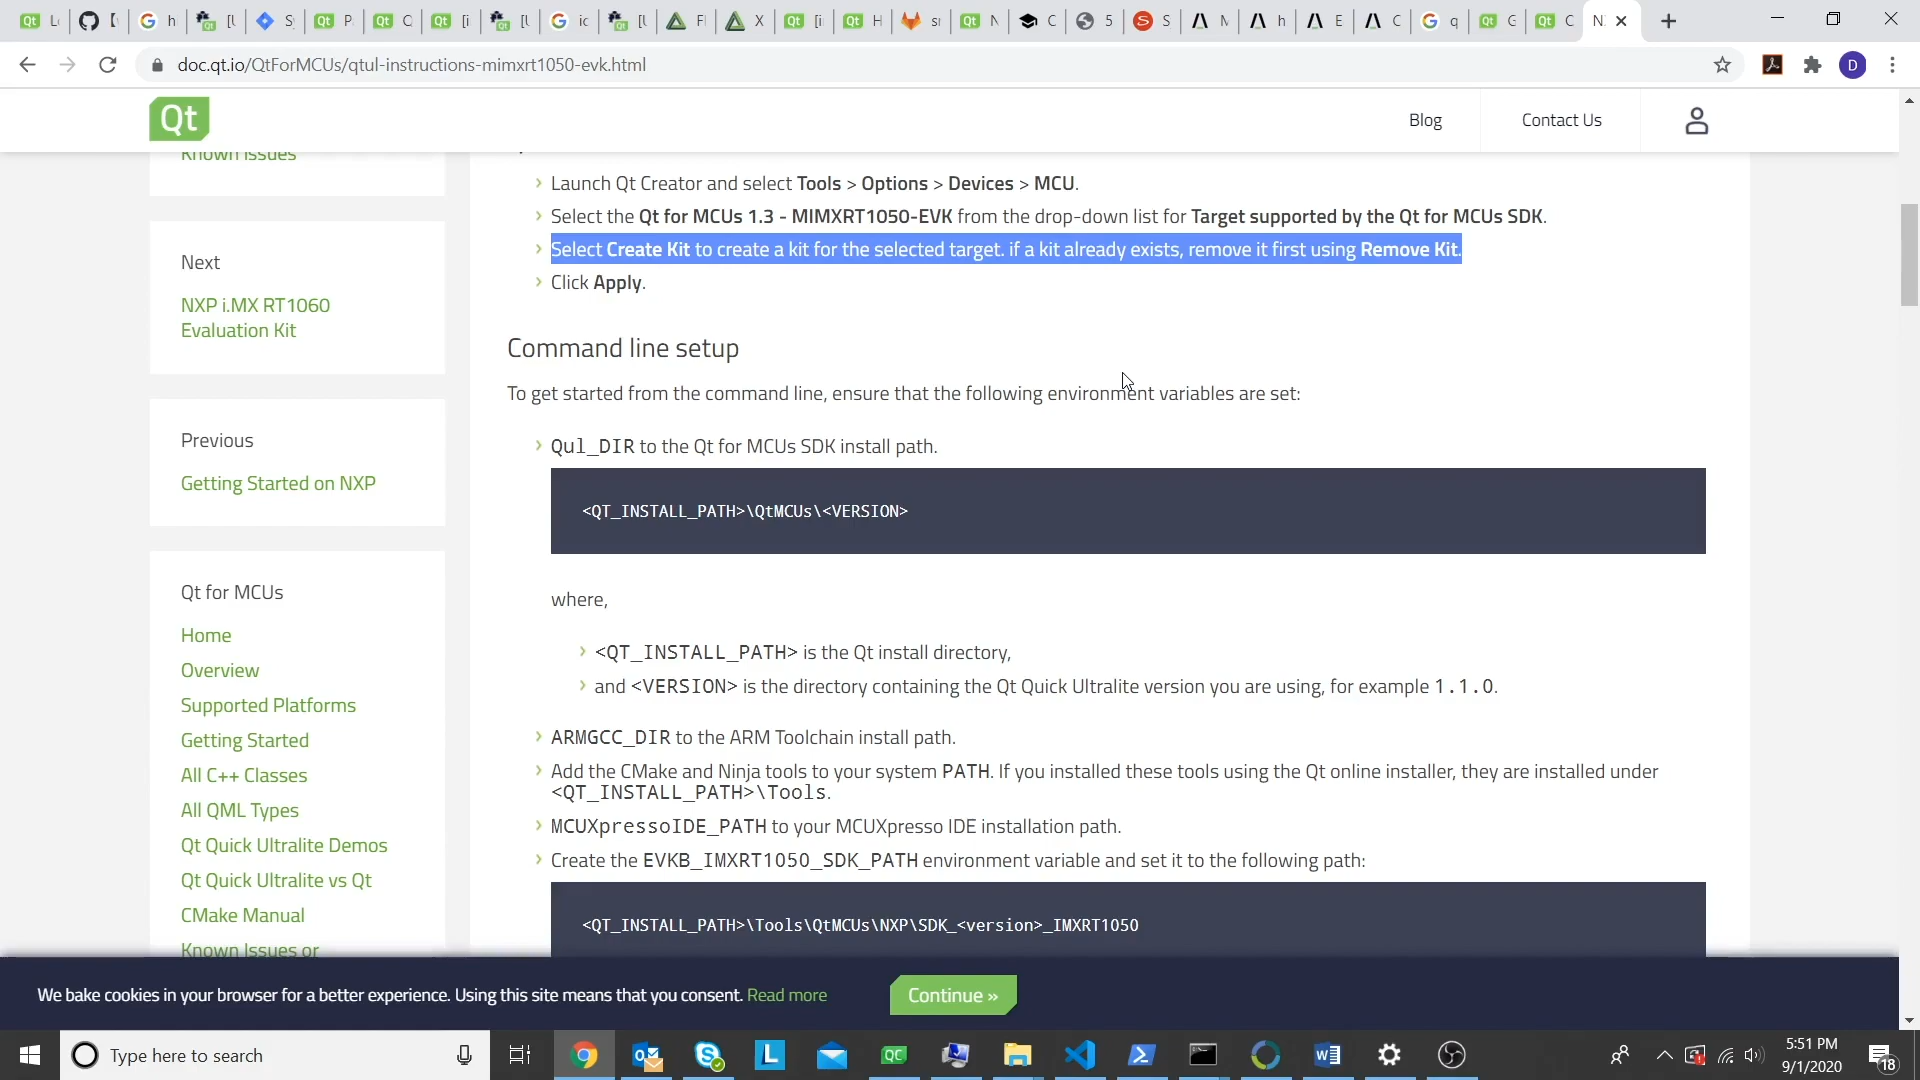 doc.qt.io/QtForMCUs/qtul-instructions-mimxrt1050-evk.html
D
Qt
Blog
Contact Us
Known Issues
Next
NXP i.MX RT1060
Evaluation Kit
Previous
Getting Started on NXP
Qt for MCUs
Home
Overview
Supported Platforms
Getting Started
All C++ Classes
All QML Types
Qt Quick Ultralite Demos
Qt Quick Ultralite vs Qt
CMake Manual
Known Issues or
Launch Qt Creator and select Tools > Options > Devices > MCU.
Select the Qt for MCUs 1.3 - MIMXRT1050-EVK from the drop-down list for Target supported by the Qt for MCUs SDK.
Select Create Kit to create a kit for the selected target. if a kit already exists, remove it first using Remove Kit.
Click Apply.
Command line setup
To get started from the command line, ensure that the following environment variables are set:
Qul_DIR to the Qt for MCUs SDK install path.
<QT_INSTALL_PATH>\QtMCUs\<VERSION>
where,
<QT_INSTALL_PATH> is the Qt install directory,
and <VERSION> is the directory containing the Qt Quick Ultralite version you are using, for example 1.1.0.
ARMGCC_DIR to the ARM Toolchain install path.
Add the CMake and Ninja tools to your system PATH. If you installed these tools using the Qt online installer, they are installed under
<QT_INSTALL_PATH>\Tools.
MCUXpressoIDE_PATH to your MCUXpresso IDE installation path.
Create the EVKB_IMXRT1050_SDK_PATH environment variable and set it to the following path:
<QT_INSTALL_PATH>\Tools\QtMCUs\NXP\SDK_<version>_IMXRT1050
We bake cookies in your browser for a better experience. Using this site means that you consent. Read more
Continue »
Type here to search
5:51 PM
9/1/2020
18